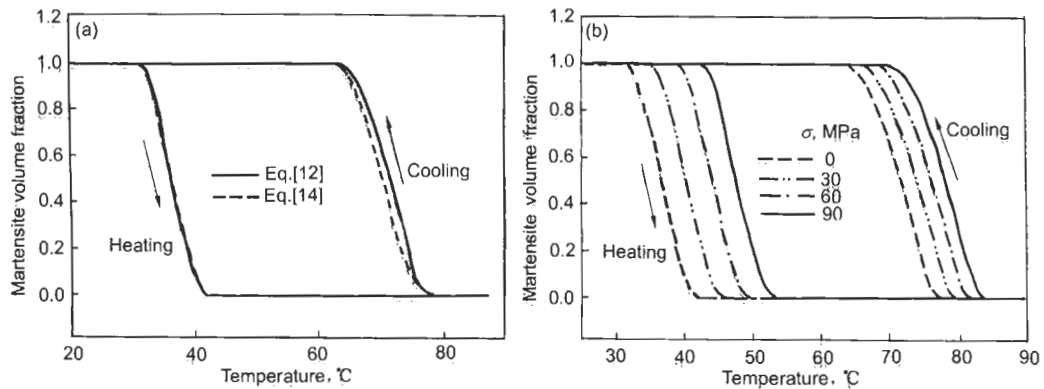 (a)
1.2
1.0
0.8
0.6
0.4
0.2
0.0
Martensite volume fraction
Heating
Cooling
Eq.[12]
Eq.[14]
20
40
60
80
Temperature, ℃
(b)
1.2
1.0
0.8
0.6
0.4
0.2
0.0
Martensite volume fraction
σ, MPa
0
30
60
90
Cooling
Heating
30
40
50
60
70
80
90
Temperature, ℃